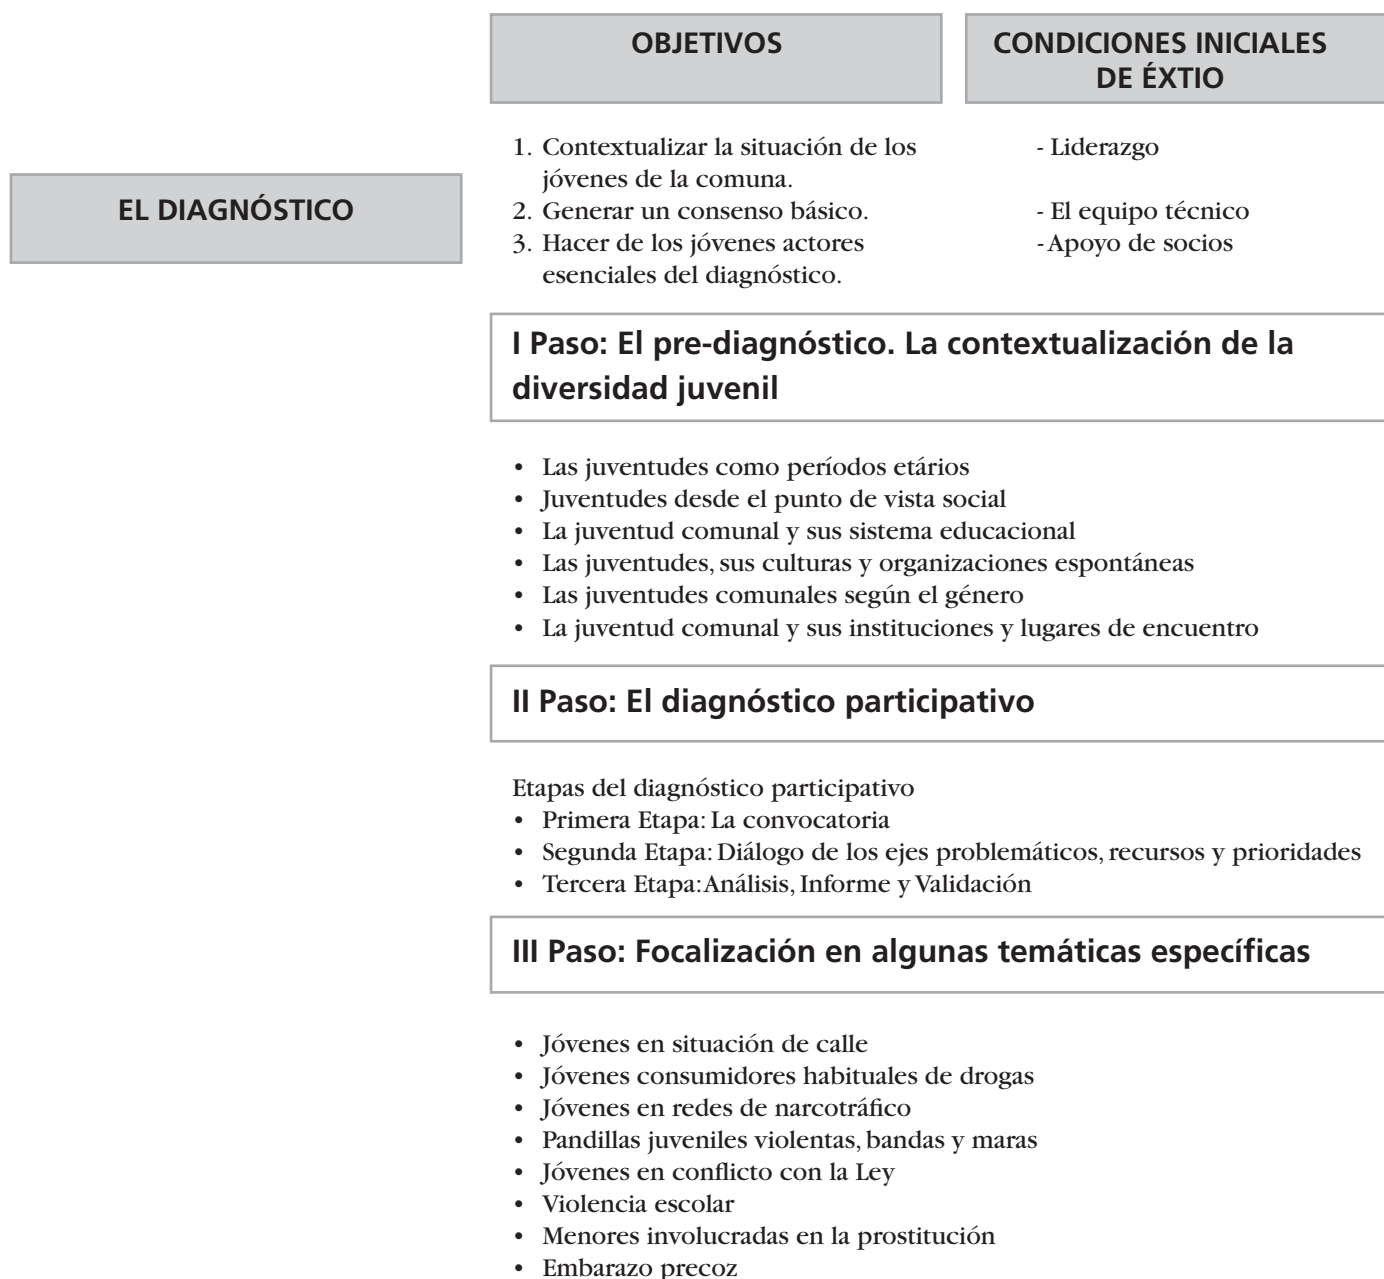 OBJETIVOS
CONDICIONES INICIALES
DE ÉXTIO
EL DIAGNÓSTICO
1. Contextualizar la situación de los
jóvenes de la comuna.
2. Generar un consenso básico.
3. Hacer de los jóvenes actores
esenciales del diagnóstico.
- Liderazgo
- El equipo técnico
- Apoyo de socios
I Paso: El pre-diagnóstico. La contextualización de la
diversidad juvenil
• Las juventudes como períodos etários
• Juventudes desde el punto de vista social
• La juventud comunal y sus sistema educacional
• Las juventudes, sus culturas y organizaciones espontáneas
• Las juventudes comunales según el género
• La juventud comunal y sus instituciones y lugares de encuentro
II Paso: El diagnóstico participativo
Etapas del diagnóstico participativo
• Primera Etapa: La convocatoria
• Segunda Etapa: Diálogo de los ejes problemáticos, recursos y prioridades
• Tercera Etapa: Análisis, Informe y Validación
III Paso: Focalización en algunas temáticas específicas
• Jóvenes en situación de calle
• Jóvenes consumidores habituales de drogas
• Jóvenes en redes de narcotráfico
• Pandillas juveniles violentas, bandas y maras
• Jóvenes en conflicto con la Ley
• Violencia escolar
• Menores involucradas en la prostitución
• Embarazo precoz